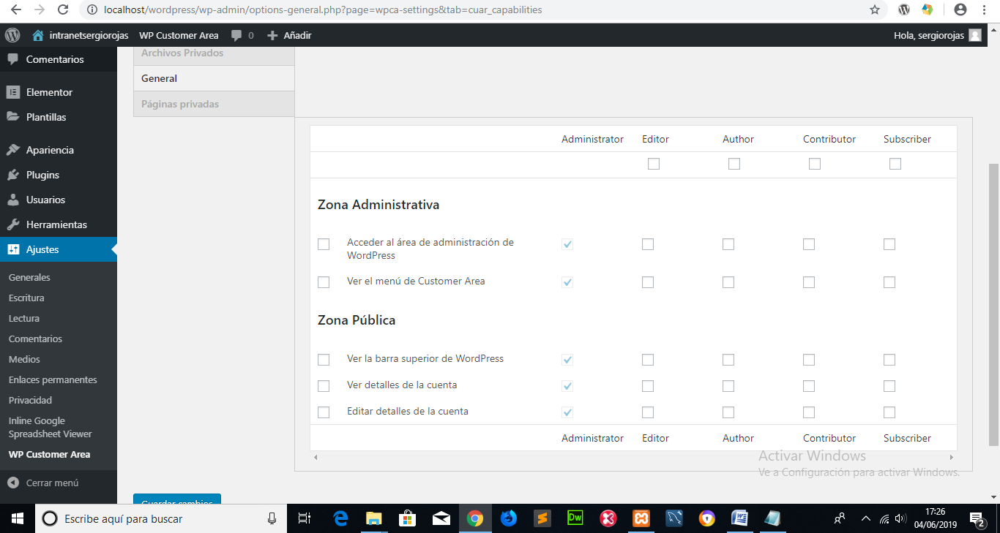 localhost/wordpress/wp-admin/options-general.php?page=wpca-settings&tab=cuar_capabilities
intranetsergiorojas WP Customer Area 0 Añadir Hola, sergiorojas
Comentarios
Elementor
Plantillas
Apariencia
Plugins
Usuarios
Herramientas
Ajustes
Generales
Escritura
Lectura
Comentarios
Medios
Enlaces permanentes
Privacidad
Inline Google
Spreadsheet Viewer
WP Customer Area
Cerrar menú
Archivos Privados
General
Páginas privadas
Administrator Editor Author Contributor Subscriber
Zona Administrativa
Acceder al área de administración de
WordPress
Ver el menú de Customer Area
Zona Pública
Ver la barra superior de WordPress
Ver detalles de la cuenta
Editar detalles de la cuenta
Administrator Editor Author Contributor Subscriber
Activar Windows
Ve a Configuración para activar Windows.
Guardar cambios
Escribe aquí para buscar
Dw
17:26
04/06/2019
2